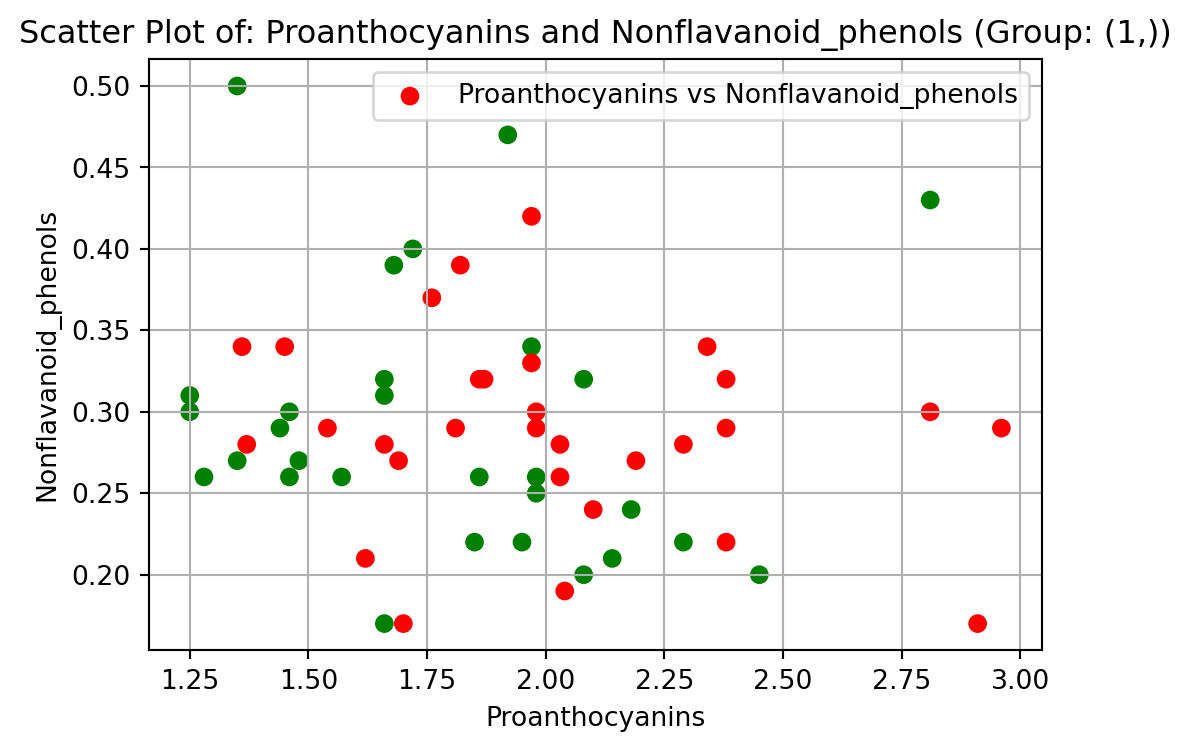 Scatter Plot of: Proanthocyanins and Nonflavanoid_phenols (Group: (1,))
Proanthocyanins vs Nonflavanoid_phenols
Nonflavanoid_phenols
0.50
0.45
0.40
0.35
0.30
0.25
0.20
1.25 1.50 1.75 2.00 2.25 2.50 2.75 3.00
Proanthocyanins